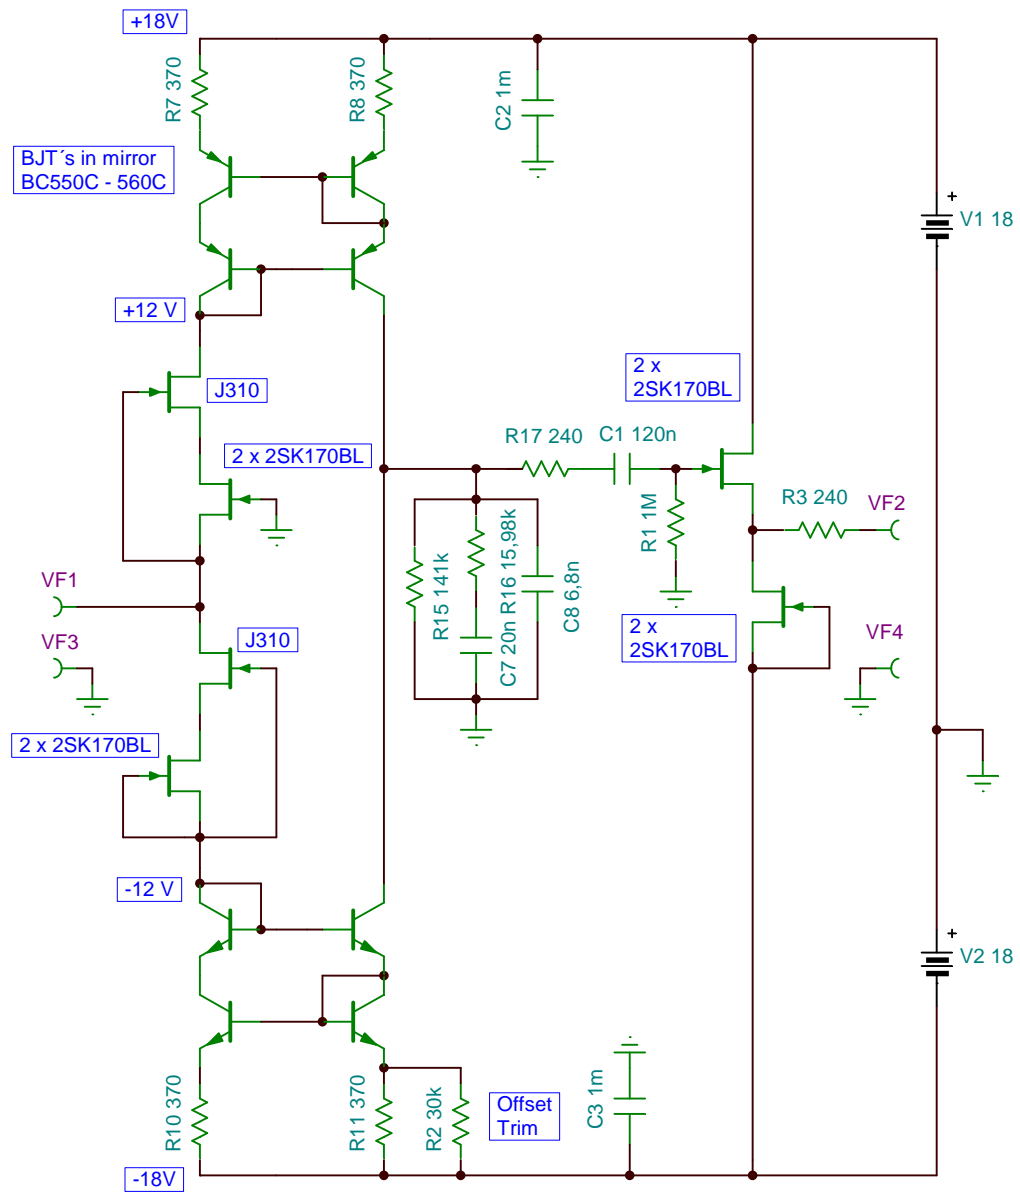 +18V
R7 370
R8 370
C2 1m
BJT´s in mirror
BC550C - 560C
V1 18
+
+12 V
J310
2 x
2SK170BL
2 x 2SK170BL
R17 240
C1 120n
R1 1M
R3 240
VF2
R15 141k
R16 15,98k
C7 20n
C8 6,8n
VF1
VF3
J310
2 x
2SK170BL
VF4
2 x 2SK170BL
-12 V
+
V2 18
R10 370
R11 370
R2 30k
Offset
Trim
C3 1m
-18V